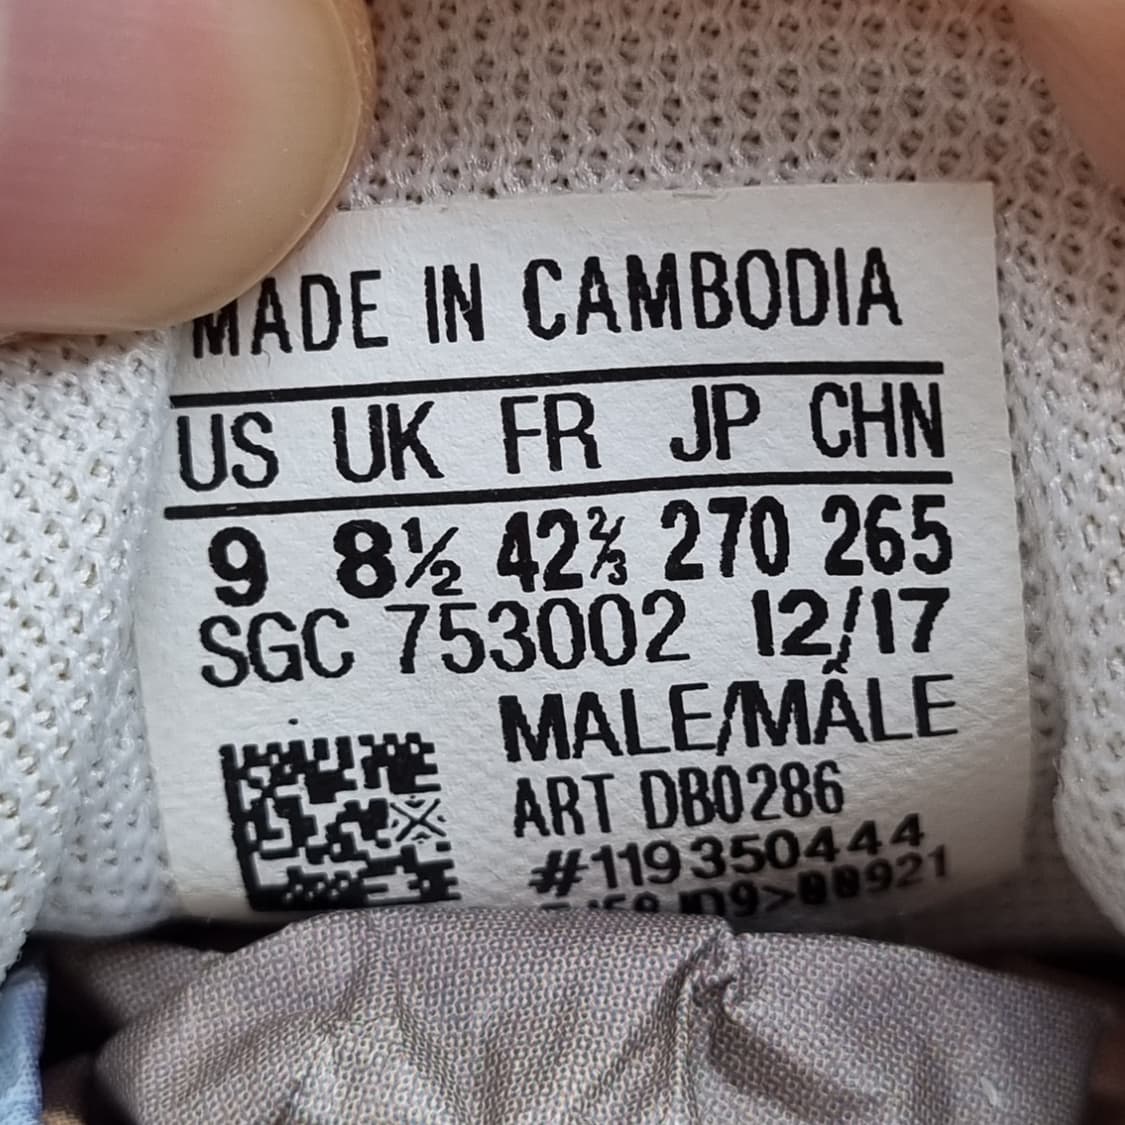 MADE IN CAMBODIA
US UK FR JP CHN
9 8½ 42⅔ 270 265
SGC 753002 12/17
MALE/MÂLE
ART DB0286
#119350444